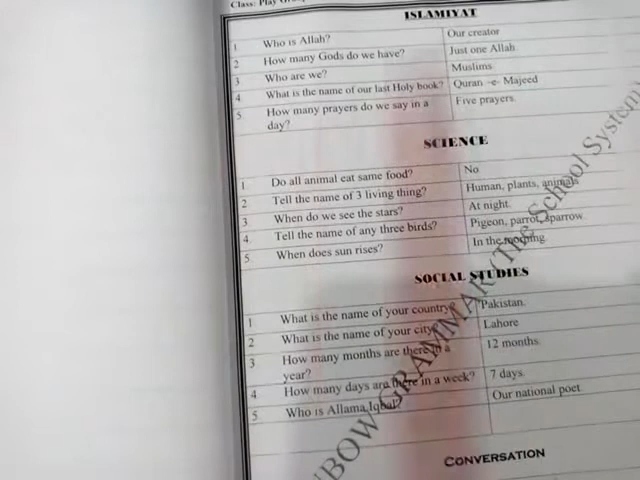 Class: Play
ISLAMIYAT
1 Who is Allah? Our creator
2 How many Gods do we have? Just one Allah
3 Who are we? Muslims
4 What is the name of our last Holy book? Quran -e- Majeed
5 How many prayers do we say in a Five prayers.
day?
SCIENCE
1 Do all animal eat same food? No
2 Tell the name of 3 living thing? Human, plants, animals
3 When do we see the stars? At night.
4. Tell the name of any three birds? Pigeon, parrot, sparrow.
5. When does sun rises? In the morning.
SOCIAL STUDIES
1 What is the name of your country? Pakistan.
2 What is the name of your city? Lahore
3 How many months are there in a 12 months.
year?
4 How many days are there in a week? 7 days.
5 Who is Allama Iqbal? Our national poet.
CONVERSATION
BOW GRAMMAR (The School System)